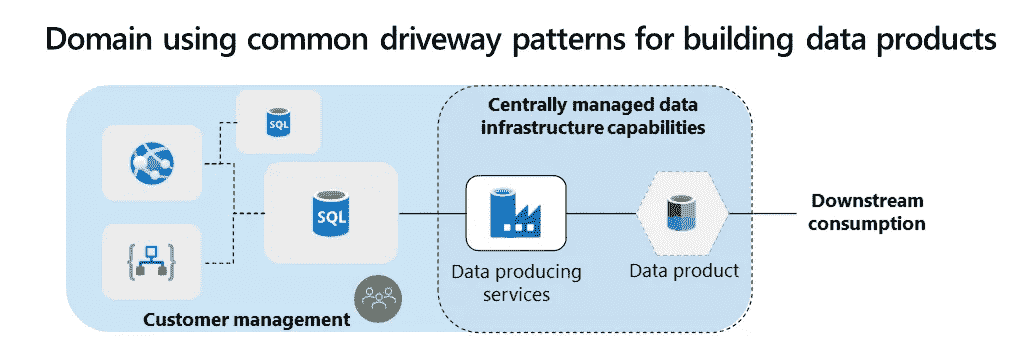 Domain using common driveway patterns for building data products
Centrally managed data
infrastructure capabilities
SQL
SQL
Downstream
consumption
Data producing
services
Data product
Customer management